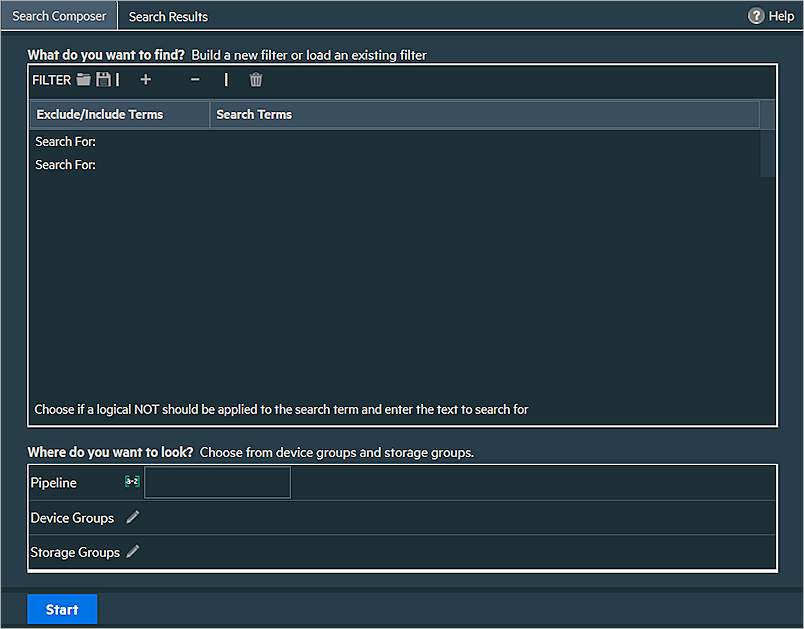 Search Composer Search Results ? Help
What do you want to find? Build a new filter or load an existing filter
FILTER
Exclude/Include Terms Search Terms
Search For:
Search For:
Choose if a logical NOT should be applied to the search term and enter the text to search for
Where do you want to look? Choose from device groups and storage groups.
Pipeline a-z
Device Groups
Storage Groups
Start